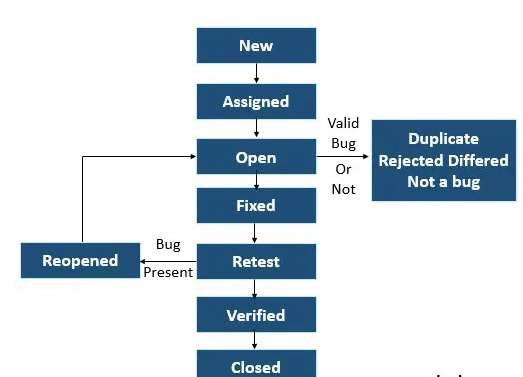 New
Assigned
Valid
Bug
Or
Not
Open
Duplicate
Rejected Differed
Not a bug
Fixed
Reopened
Bug
Present
Retest
Verified
Closed